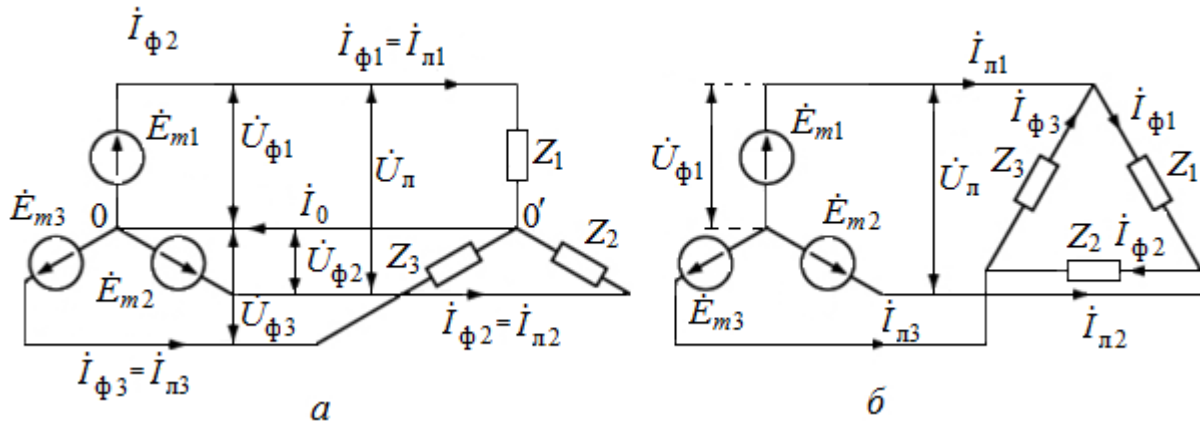 İф2
İф1=İл1
Ėm1
U̇ф1
U̇л
Z1
Ėm3
0
İ0
0′
Ėm2
U̇ф2
Z3
Z2
U̇ф3
İф2=İл2
İф3=İл3
а
İл1
Ėm1
U̇ф1
U̇л
İф3
İф1
Z3
Z1
Ėm2
Z2
İф2
Ėm3
İл3
İл2
б